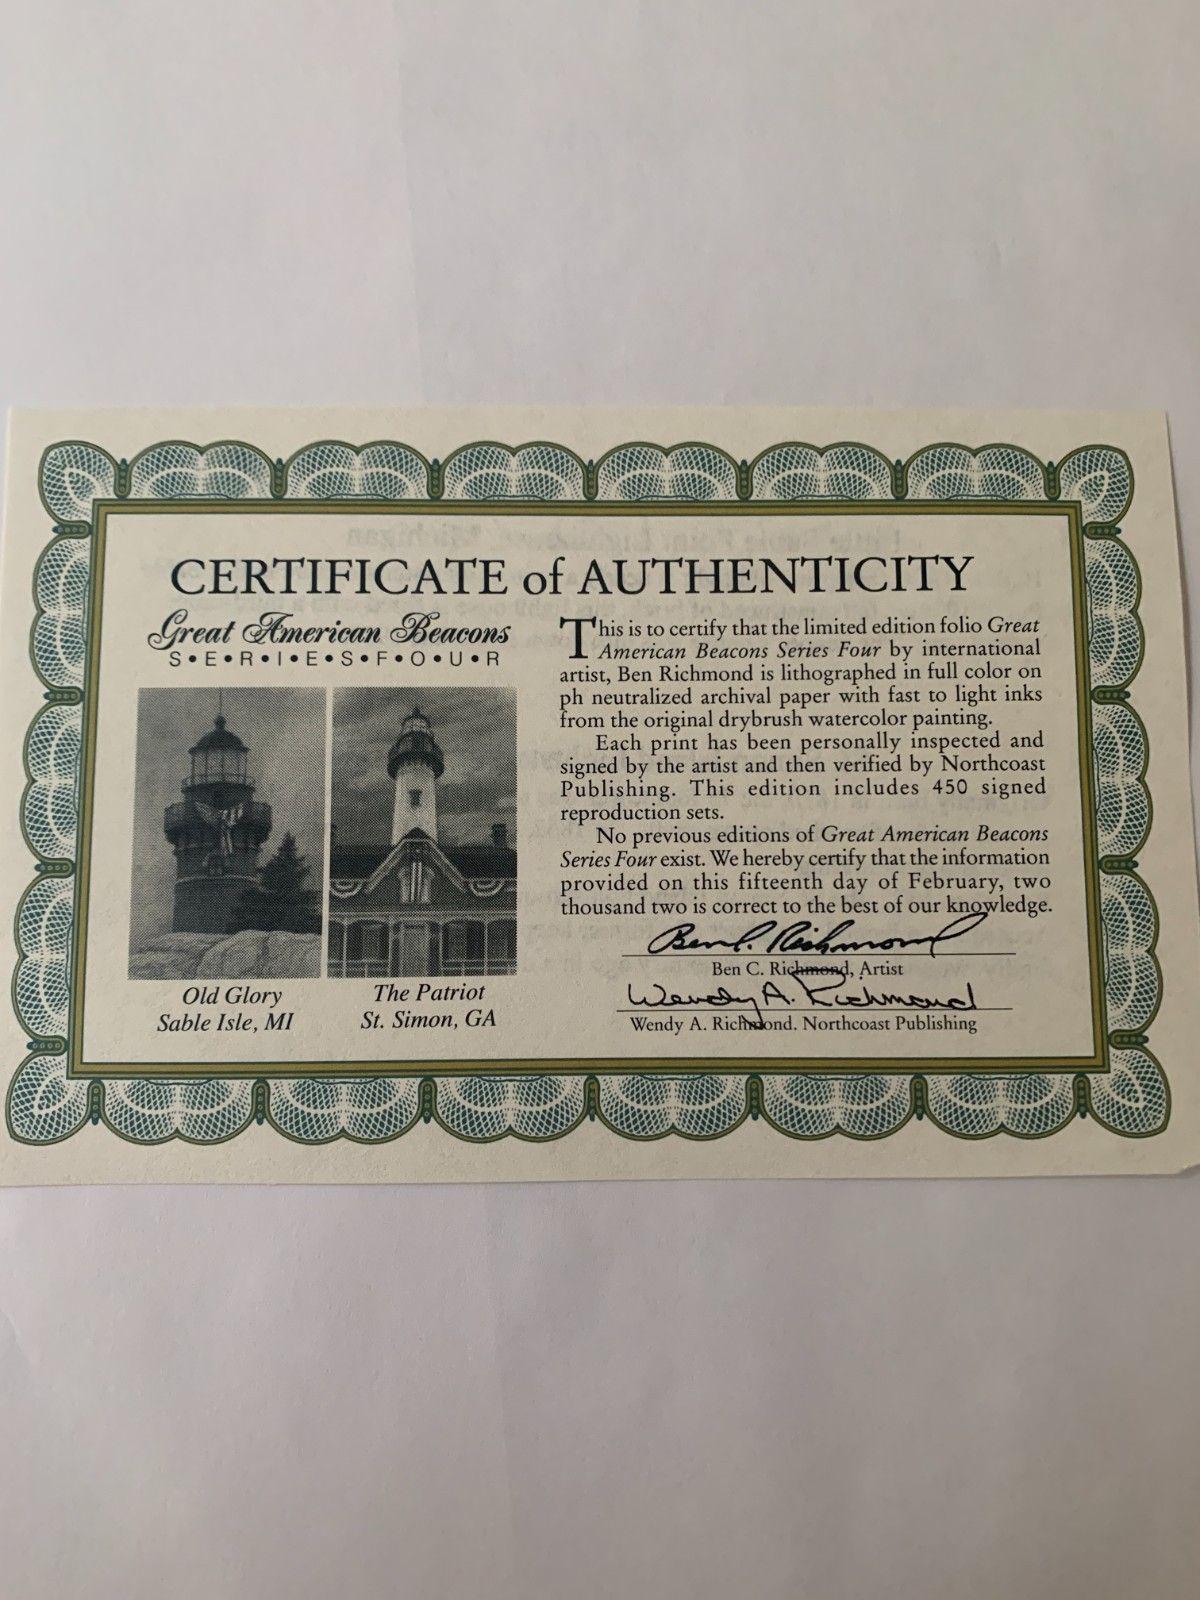 CERTIFICATE of AUTHENTICITY
Great American Beacons
S•E•R•I•E•S•F•O•U•R
Old Glory
Sable Isle, MI
The Patriot
St. Simon, GA
This is to certify that the limited edition folio Great
American Beacons Series Four by international
artist, Ben Richmond is lithographed in full color on
ph neutralized archival paper with fast to light inks
from the original drybrush watercolor painting.
Each print has been personally inspected and
signed by the artist and then verified by Northcoast
Publishing. This edition includes 450 signed
reproduction sets.
No previous editions of Great American Beacons
Series Four exist. We hereby certify that the information
provided on this fifteenth day of February, two
thousand two is correct to the best of our knowledge.
Ben C. Richmond
Ben C. Richmond, Artist
Wendy A. Richmond
Wendy A. Richmond. Northcoast Publishing